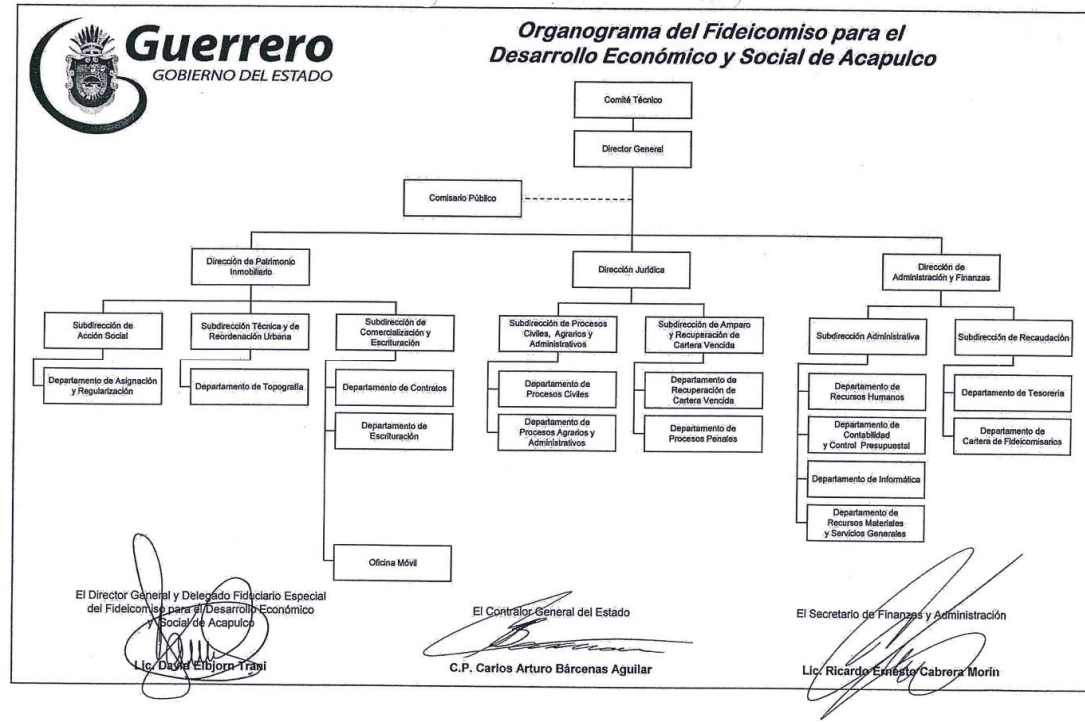 Guerrero
GOBIERNO DEL ESTADO
Organograma del Fideicomiso para el
Desarrollo Económico y Social de Acapulco
Comité Técnico
Director General
Comisario Público
Dirección de Patrimonio
Inmobiliario
Dirección Jurídica
Dirección de
Administración y Finanzas
Subdirección de
Acción Social
Subdirección Técnica y de
Reordenación Urbana
Subdirección de
Comercialización y
Escrituración
Subdirección de Procesos
Civiles, Agrarios y
Administrativos
Subdirección de Amparo
y Recuperación de
Cartera Vencida
Subdirección Administrativa
Subdirección de Recaudación
Departamento de Asignación
y Regularización
Departamento de Topografía
Departamento de Contratos
Departamento de
Escrituración
Oficina Móvil
Departamento de
Procesos Civiles
Departamento de
Procesos Agrarios y
Administrativos
Departamento de
Recuperación de
Cartera Vencida
Departamento de
Procesos Penales
Departamento de
Recursos Humanos
Departamento de
Contabilidad
y Control Presupuestal
Departamento de Informática
Departamento de
Recursos Materiales
y Servicios Generales
Departamento de Tesorería
Departamento de
Cartera de Fideicomisarios
El Director General y Delegado Fiduciario Especial
del Fideicomiso para el Desarrollo Económico
y Social de Acapulco
Lic. David Elbjorn Trani
El Contralor General del Estado
C.P. Carlos Arturo Bárcenas Aguilar
El Secretario de Finanzas y Administración
Lic. Ricardo Ernesto Cabrera Morín